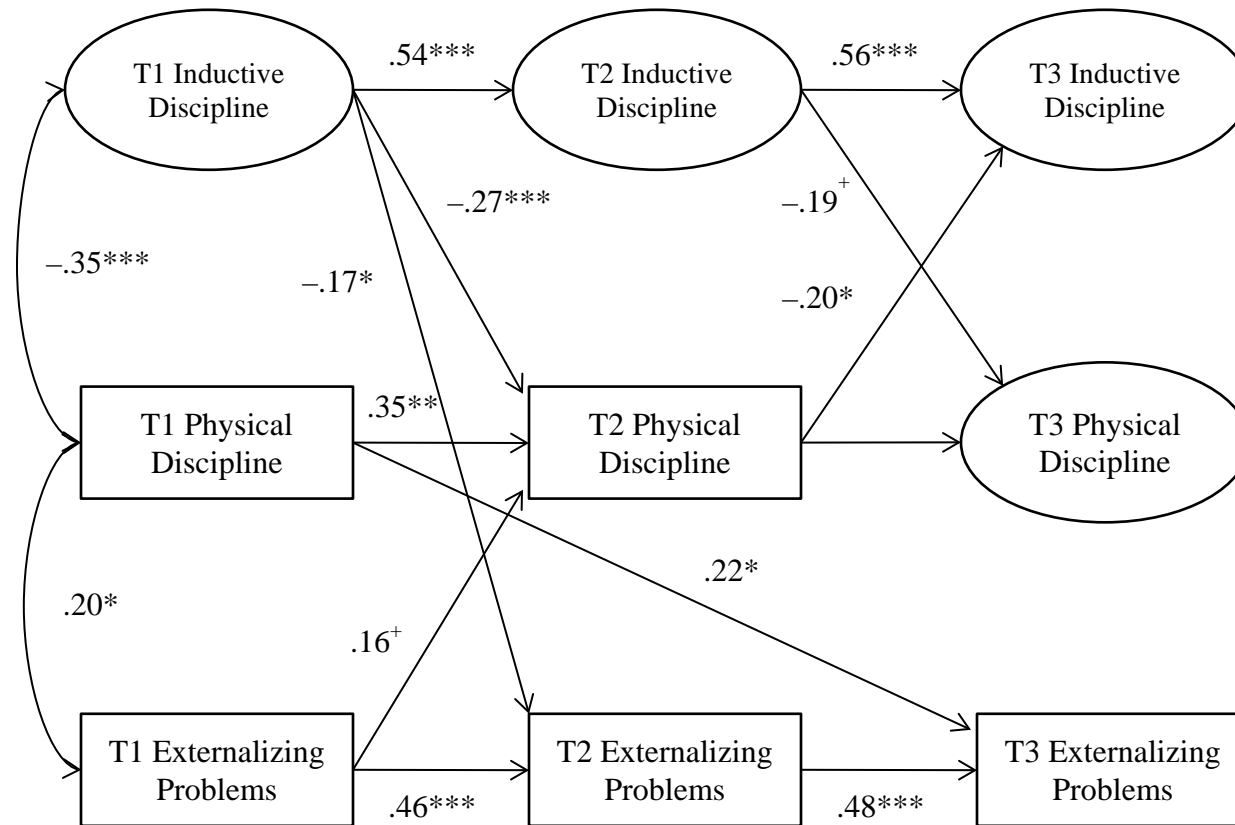 .54***
.56***
T1 Inductive
Discipline
T2 Inductive
Discipline
T3 Inductive
Discipline
–.27***
–.19+
–.35***
–.17*
–.20*
.35**
T1 Physical
Discipline
T2 Physical
Discipline
T3 Physical
Discipline
.22*
.20*
.16+
T1 Externalizing
Problems
T2 Externalizing
Problems
T3 Externalizing
Problems
.46***
.48***